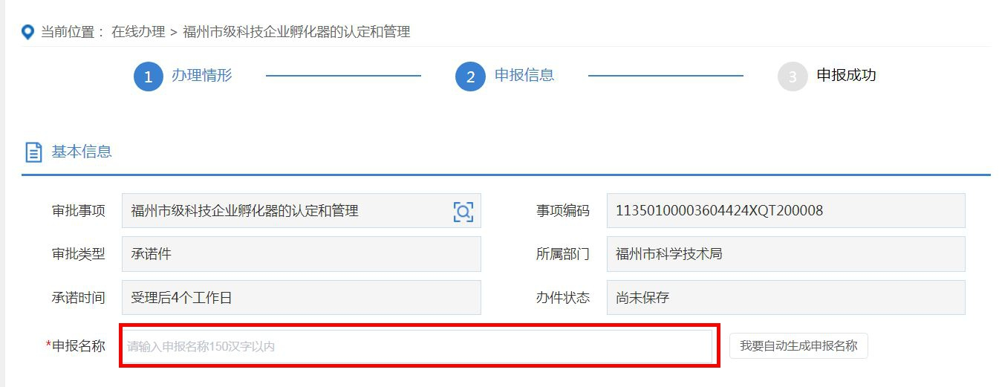 当前位置： 在线办理 > 福州市级科技企业孵化器的认定和管理
1 办理情形 2 申报信息 3 申报成功
基本信息
审批事项 福州市级科技企业孵化器的认定和管理 事项编码 11350100003604424XQT200008
审批类型 承诺件 所属部门 福州市科学技术局
承诺时间 受理后4个工作日 办件状态 尚未保存
*申报名称 请输入申报名称150汉字以内 我要自动生成申报名称